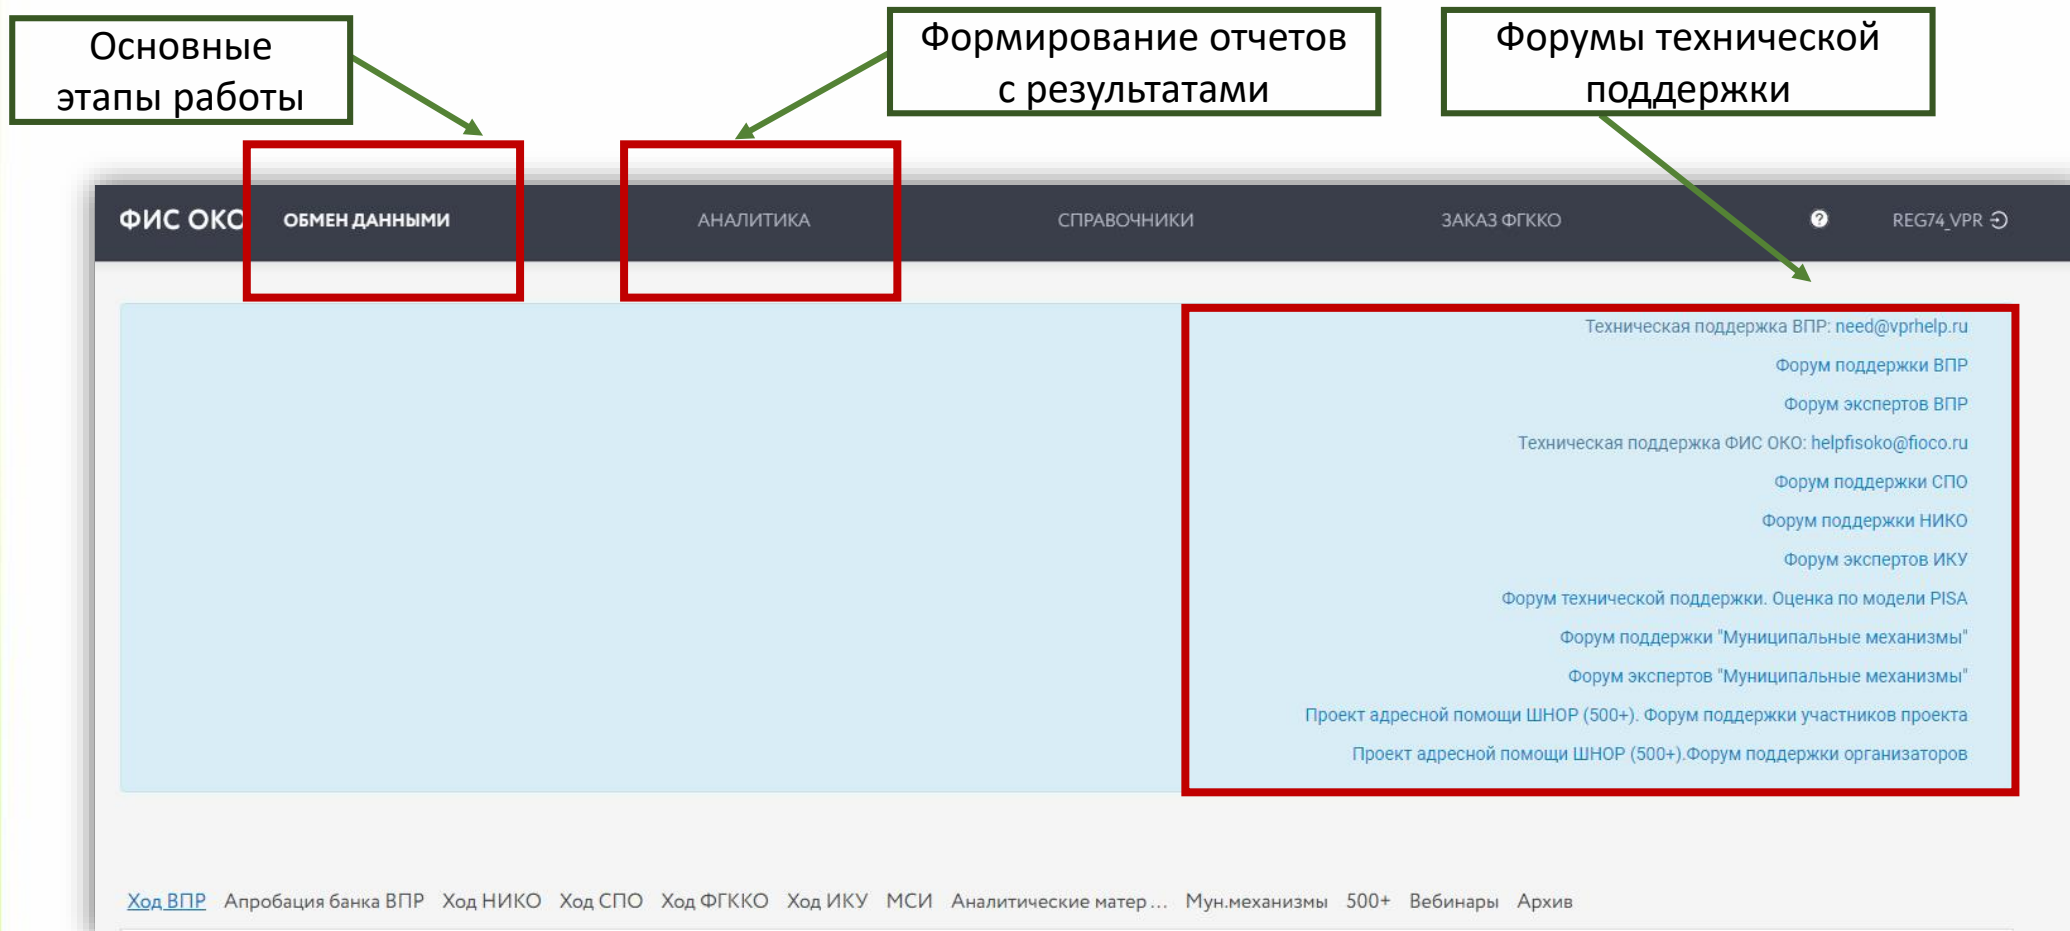 Основные
этапы работы
Формирование отчетов
с результатами
Форумы технической
поддержки
ФИС ОКО ОБМЕН ДАННЫМИ АНАЛИТИКА СПРАВОЧНИКИ ЗАКАЗ ФГККО ? REG74_VPR
Техническая поддержка ВПР: need@vprhelp.ru
Форум поддержки ВПР
Форум экспертов ВПР
Техническая поддержка ФИС ОКО: helpfisoko@fioco.ru
Форум поддержки СПО
Форум поддержки НИКО
Форум экспертов ИКУ
Форум технической поддержки. Оценка по модели PISA
Форум поддержки "Муниципальные механизмы"
Форум экспертов "Муниципальные механизмы"
Проект адресной помощи ШНОР (500+). Форум поддержки участников проекта
Проект адресной помощи ШНОР (500+).Форум поддержки организаторов
Ход ВПР Апробация банка ВПР Ход НИКО Ход СПО Ход ФГККО Ход ИКУ МСИ Аналитические матер... Мун.механизмы 500+ Вебинары Архив